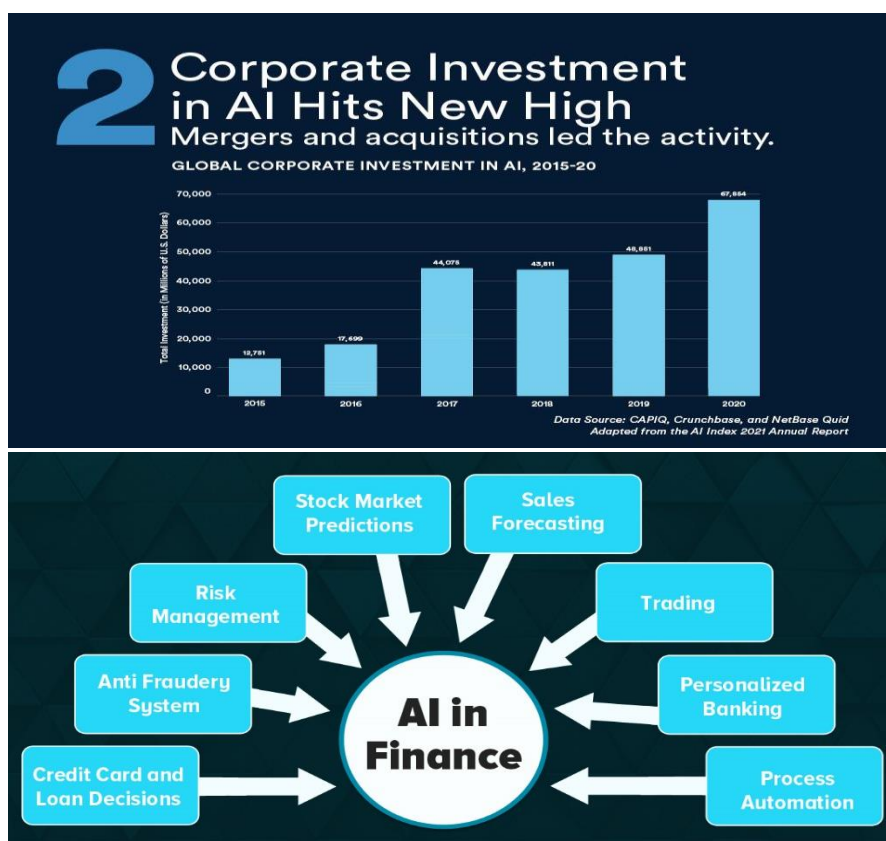 2
Corporate Investment
in AI Hits New High
Mergers and acquisitions led the activity.
GLOBAL CORPORATE INVESTMENT IN AI, 2015-20
Total Investment (in Millions of U.S. Dollars)
70,000
60,000
50,000
40,000
30,000
20,000
10,000
0
12,751
17,699
44,075
43,811
48,851
67,854
2015 2016 2017 2018 2019 2020
Data Source: CAPIQ, Crunchbase, and NetBase Quid
Adapted from the AI Index 2021 Annual Report
Stock Market
Predictions
Sales
Forecasting
Risk
Management
Trading
Anti Fraudery
System
Personalized
Banking
Credit Card and
Loan Decisions
Process
Automation
AI in
Finance